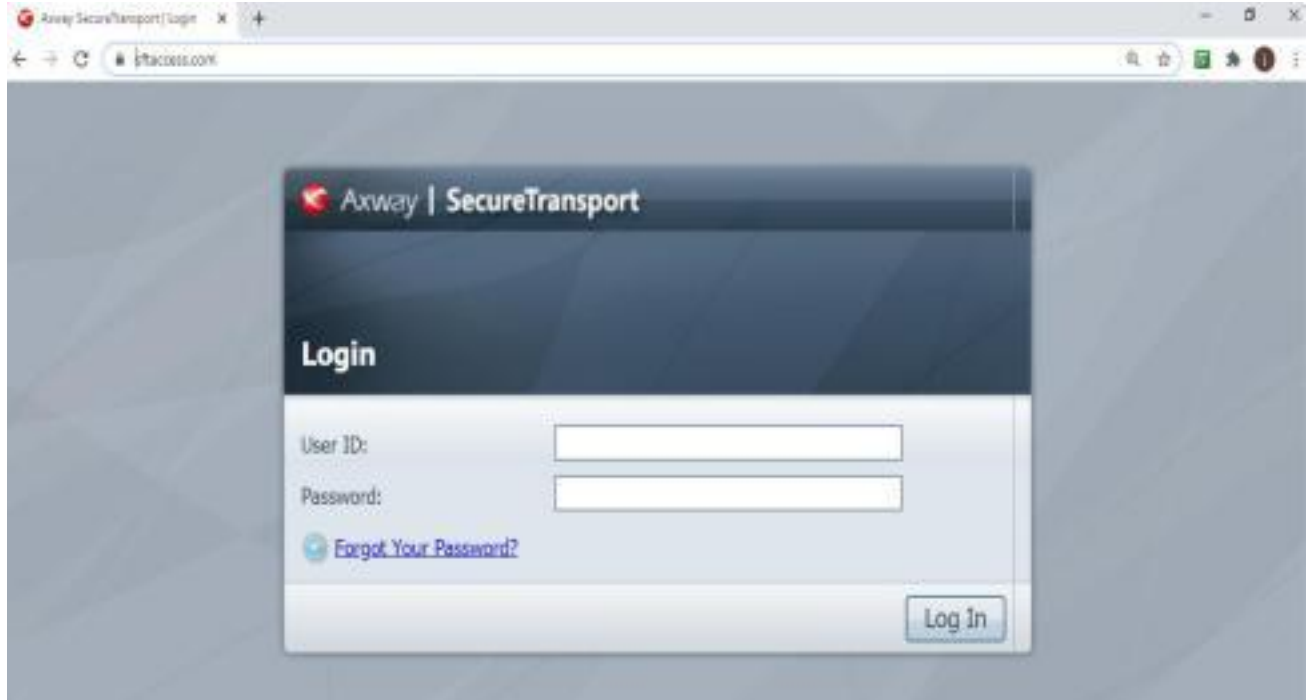 Axway SecureTransport | Login
sftaccess.com
Axway | SecureTransport
Login
User ID:
Password:
Forgot Your Password?
Log In